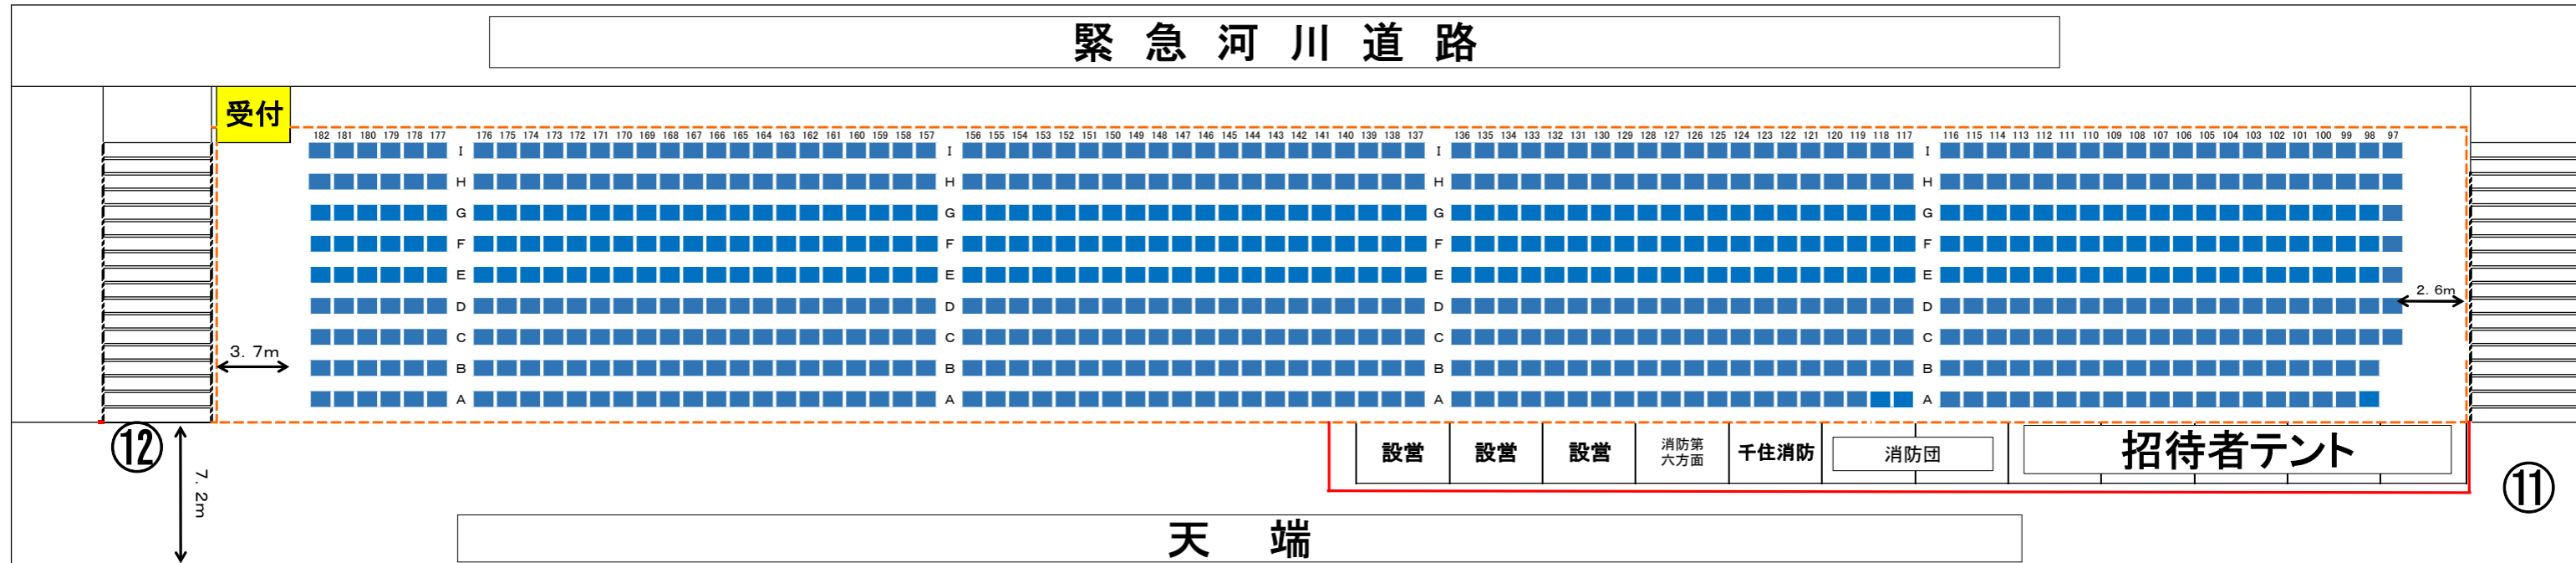 緊急河川道路
受付
182 181 180 179 178 177 176 175 174 173 172 171 170 169 168 167 166 165 164 163 162 161 160 159 158 157 156 155 154 153 152 151 150 149 148 147 146 145 144 143 142 141 140 139 138 137 136 135 134 133 132 131 130 129 128 127 126 125 124 123 122 121 120 119 118 117 116 115 114 113 112 111 110 109 108 107 106 105 104 103 102 101 100 99 98 97
I I I I
H H H H
G G G G
F F F F
E E E E
D D D D
2.6m
C C C C
3.7m
B B B B
A A A A
⑫
7.2m
設営 設営 設営
消防第
六方面
千住消防
消防団
招待者テント
⑪
天端